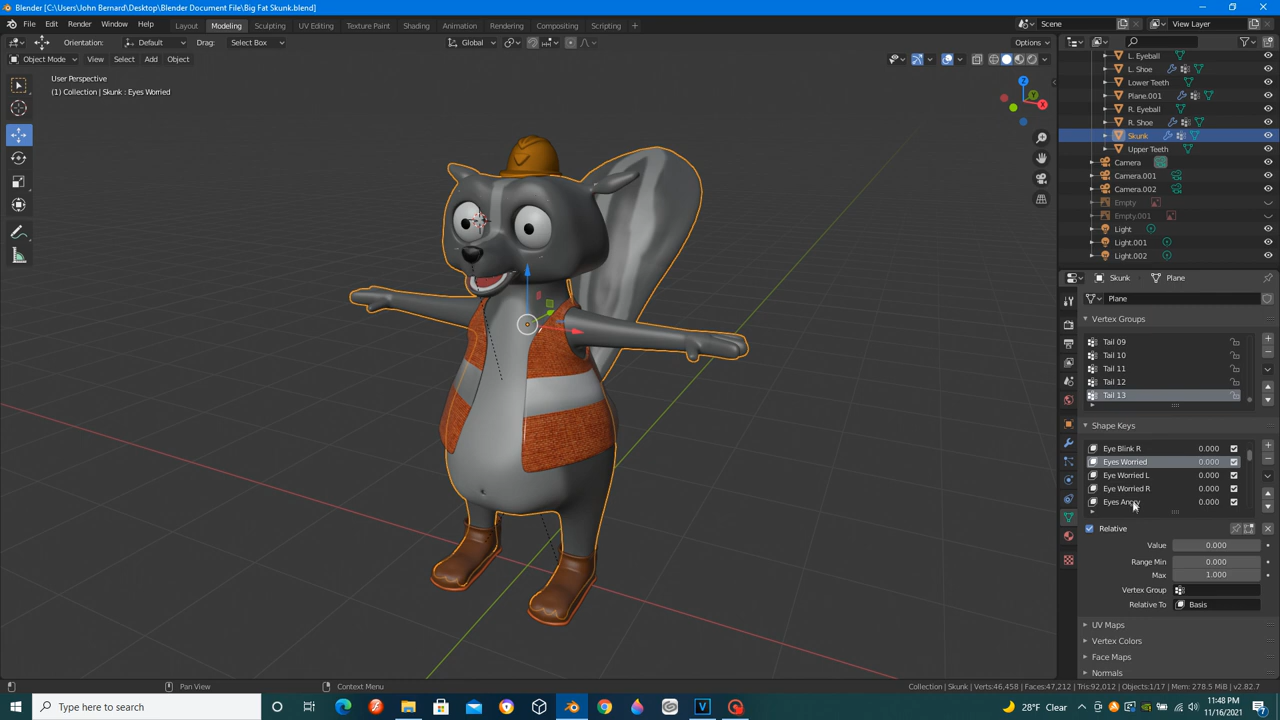 Blender [C:\Users\John Bernard\Desktop\Blender Document File\Big Fat Skunk.blend]
File Edit Render Window Help Layout Modeling Sculpting UV Editing Texture Paint Shading Animation Rendering Compositing Scripting + Scene View Layer
Orientation: Default Drag: Select Box Global Options
Object Mode View Select Add Object
User Perspective
(1) Collection | Skunk : Eyes Worried
Z
Y
X
L. Eyeball
L. Shoe
Lower Teeth
Plane.001
R. Eyeball
R. Shoe
Skunk
Upper Teeth
Camera
Camera.001
Camera.002
Empty
Empty.001
Light
Light.001
Light.002
Skunk Plane
Plane
Vertex Groups
Tail 09
Tail 10
Tail 11
Tail 12
Tail 13
Shape Keys
Eye Blink R 0.000
Eyes Worried 0.000
Eye Worried L 0.000
Eye Worried R 0.000
Eyes Angry 0.000
Relative
Value 0.000
Range Min 0.000
Max 1.000
Vertex Group
Relative To Basis
UV Maps
Vertex Colors
Face Maps
Normals
Pan View Context Menu Collection | Skunk | Verts:46,458 | Faces:47,212 | Tris:92,012 | Objects:1/17 | Mem: 278.5 MiB | v2.82.7
Type here to search
28°F Clear
11:48 PM
11/16/2021